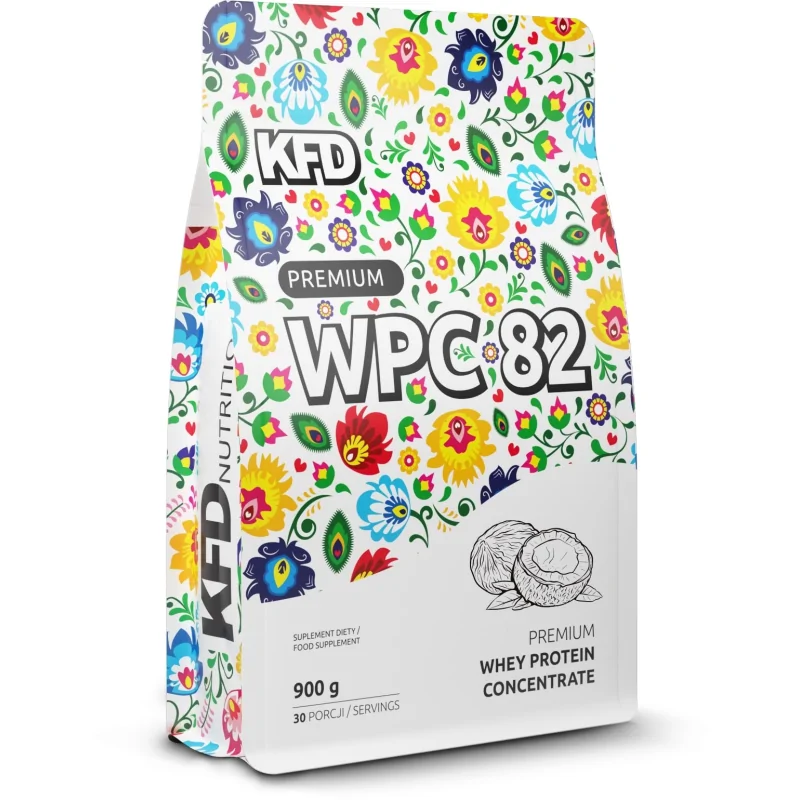 KFD
PREMIUM
WPC 82
KFD NUTRITIO
SUPLEMENT DIETY /
FOOD SUPPLEMENT
900 g
30 PORCJI / SERVINGS
PREMIUM
WHEY PROTEIN
CONCENTRATE